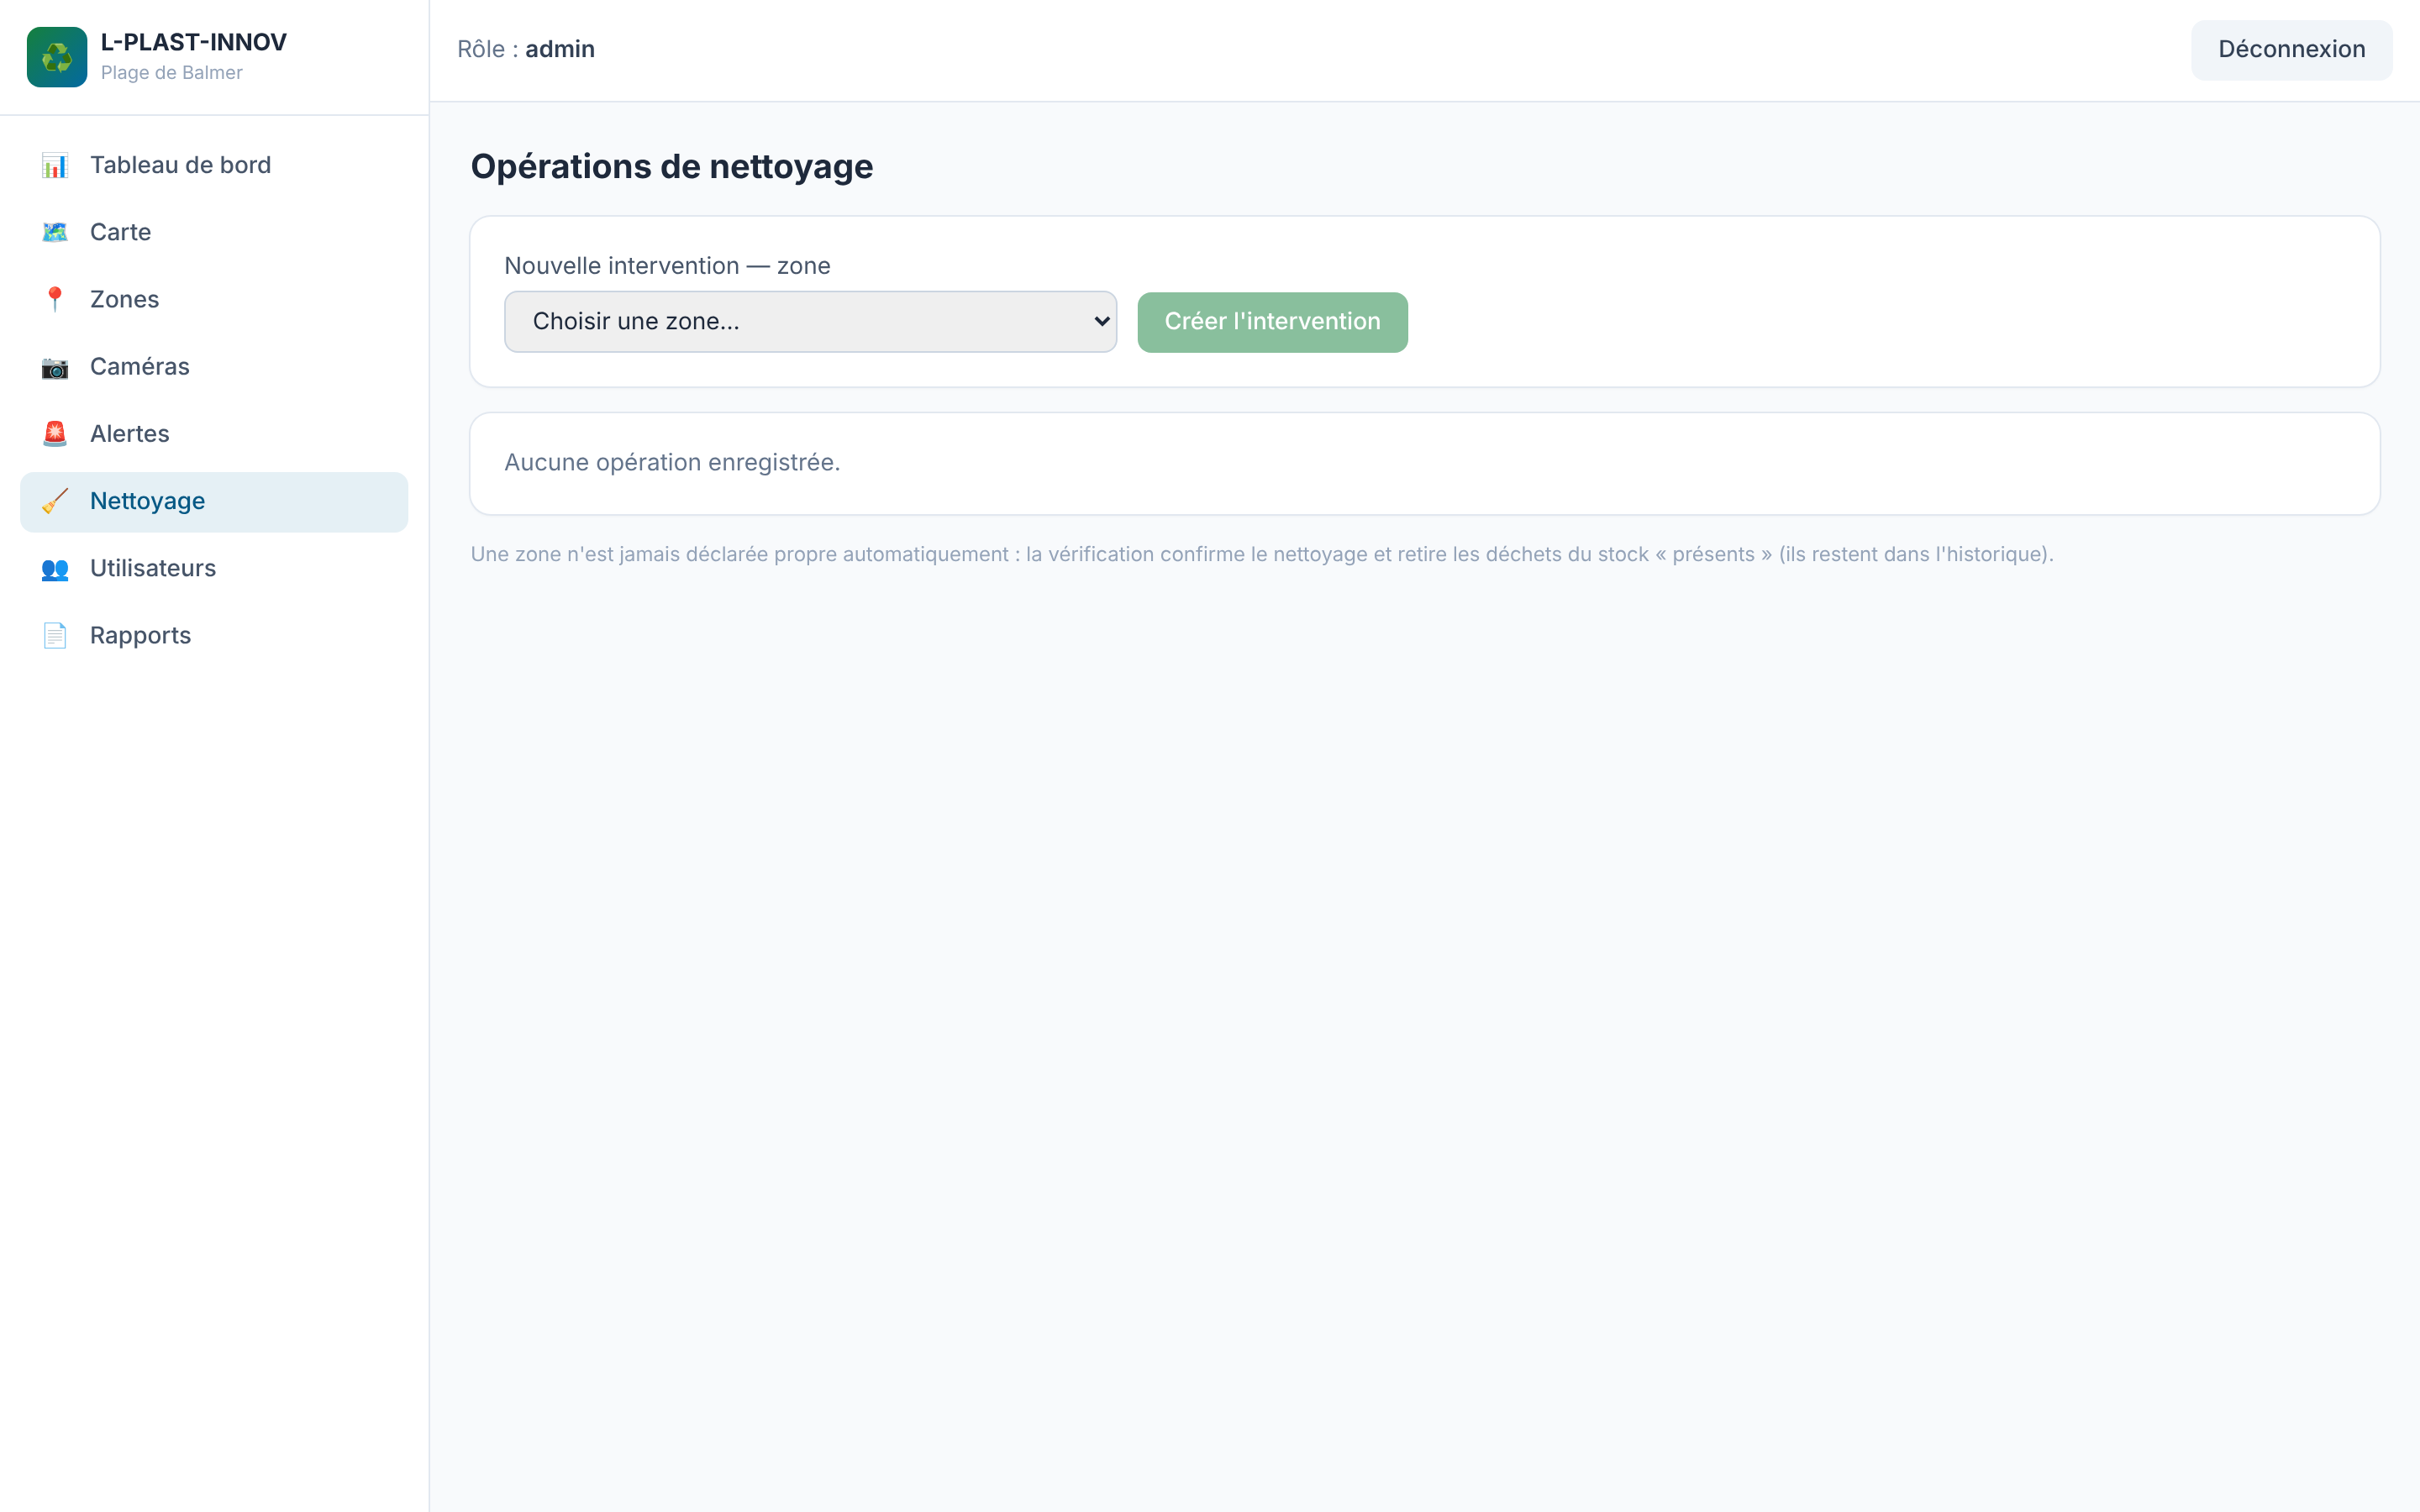 L-PLAST-INNOV
Plage de Balmer
Tableau de bord
Carte
Zones
Caméras
Alertes
Nettoyage
Utilisateurs
Rapports
Rôle : admin
Déconnexion
Opérations de nettoyage
Nouvelle intervention — zone
Choisir une zone...
Créer l'intervention
Aucune opération enregistrée.
Une zone n'est jamais déclarée propre automatiquement : la vérification confirme le nettoyage et retire les déchets du stock « présents » (ils restent dans l'historique).